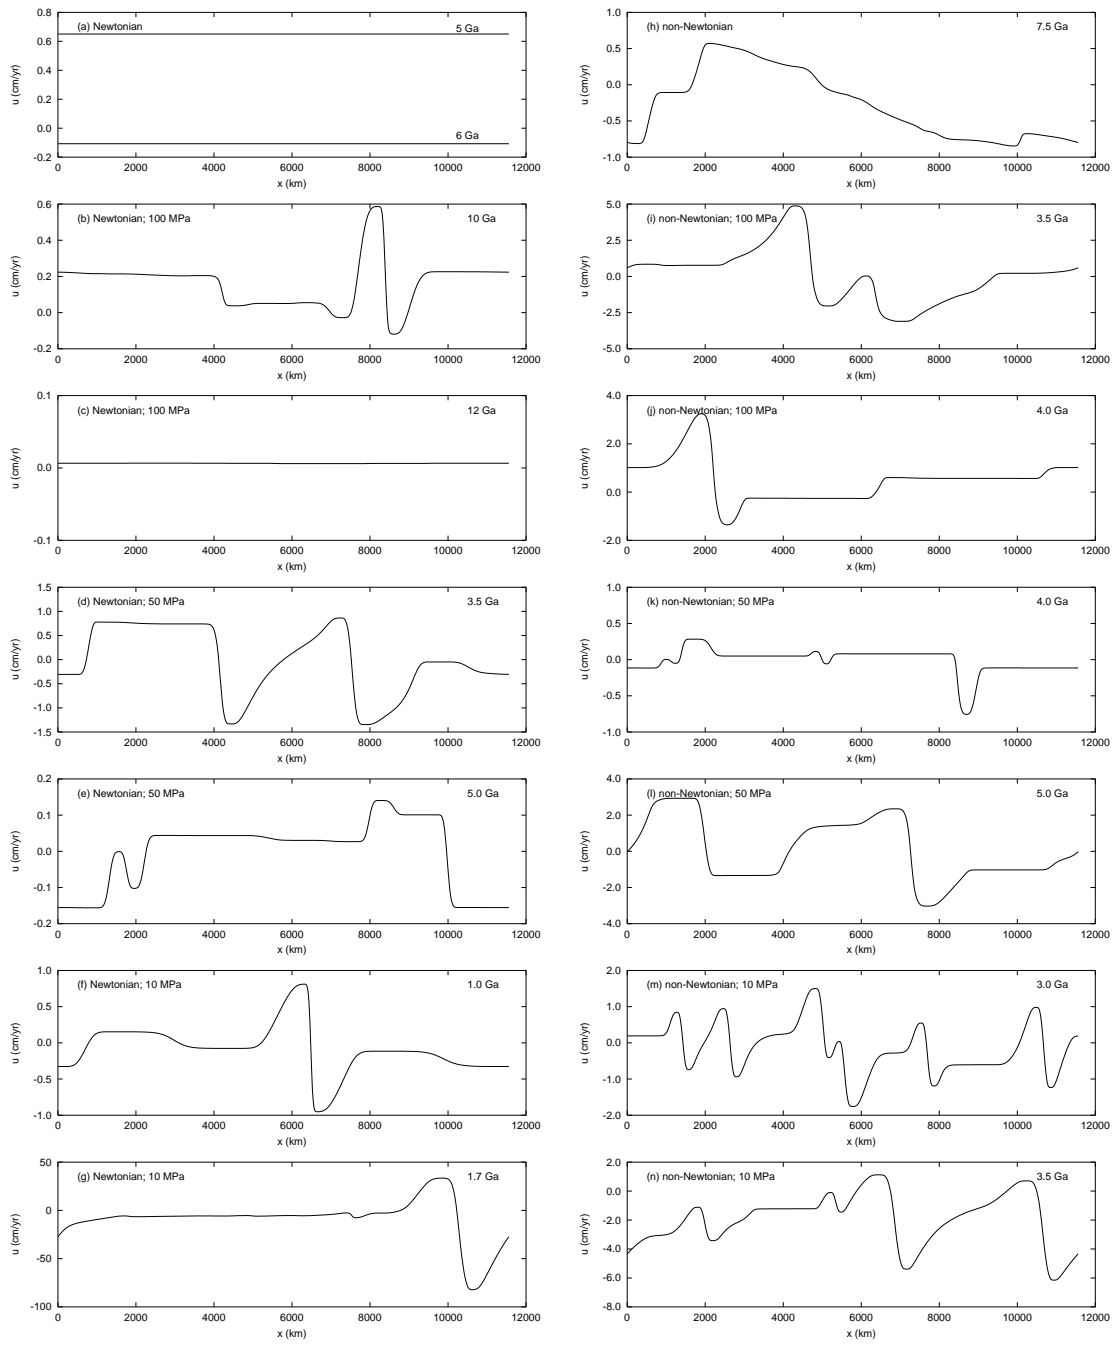 (a) Newtonian
5 Ga
6 Ga
0.8
0.6
0.4
0.2
0.0
-0.2
u (cm/yr)
0 2000 4000 6000 8000 10000 12000
x (km)
(b) Newtonian; 100 MPa
10 Ga
0.6
0.4
0.2
0.0
-0.2
u (cm/yr)
0 2000 4000 6000 8000 10000 12000
x (km)
(c) Newtonian; 100 MPa
12 Ga
0.1
0.0
-0.1
u (cm/yr)
0 2000 4000 6000 8000 10000 12000
x (km)
(d) Newtonian; 50 MPa
3.5 Ga
1.5
1.0
0.5
0.0
-0.5
-1.0
-1.5
u (cm/yr)
0 2000 4000 6000 8000 10000 12000
x (km)
(e) Newtonian; 50 MPa
5.0 Ga
0.2
0.1
0.0
-0.1
-0.2
u (cm/yr)
0 2000 4000 6000 8000 10000 12000
x (km)
(f) Newtonian; 10 MPa
1.0 Ga
1.0
0.5
0.0
-0.5
-1.0
u (cm/yr)
0 2000 4000 6000 8000 10000 12000
x (km)
(g) Newtonian; 10 MPa
1.7 Ga
50
0
-50
-100
u (cm/yr)
0 2000 4000 6000 8000 10000 12000
x (km)
(h) non-Newtonian
7.5 Ga
1.0
0.5
0.0
-0.5
-1.0
u (cm/yr)
0 2000 4000 6000 8000 10000 12000
x (km)
(i) non-Newtonian; 100 MPa
3.5 Ga
5.0
2.5
0.0
-2.5
-5.0
u (cm/yr)
0 2000 4000 6000 8000 10000 12000
x (km)
(j) non-Newtonian; 100 MPa
4.0 Ga
4.0
2.0
0.0
-2.0
u (cm/yr)
0 2000 4000 6000 8000 10000 12000
x (km)
(k) non-Newtonian; 50 MPa
4.0 Ga
1.0
0.5
0.0
-0.5
-1.0
u (cm/yr)
0 2000 4000 6000 8000 10000 12000
x (km)
(l) non-Newtonian; 50 MPa
5.0 Ga
4.0
2.0
0.0
-2.0
-4.0
u (cm/yr)
0 2000 4000 6000 8000 10000 12000
x (km)
(m) non-Newtonian; 10 MPa
3.0 Ga
2.0
1.0
0.0
-1.0
-2.0
u (cm/yr)
0 2000 4000 6000 8000 10000 12000
x (km)
(n) non-Newtonian; 10 MPa
3.5 Ga
2.0
0.0
-2.0
-4.0
-6.0
-8.0
u (cm/yr)
0 2000 4000 6000 8000 10000 12000
x (km)